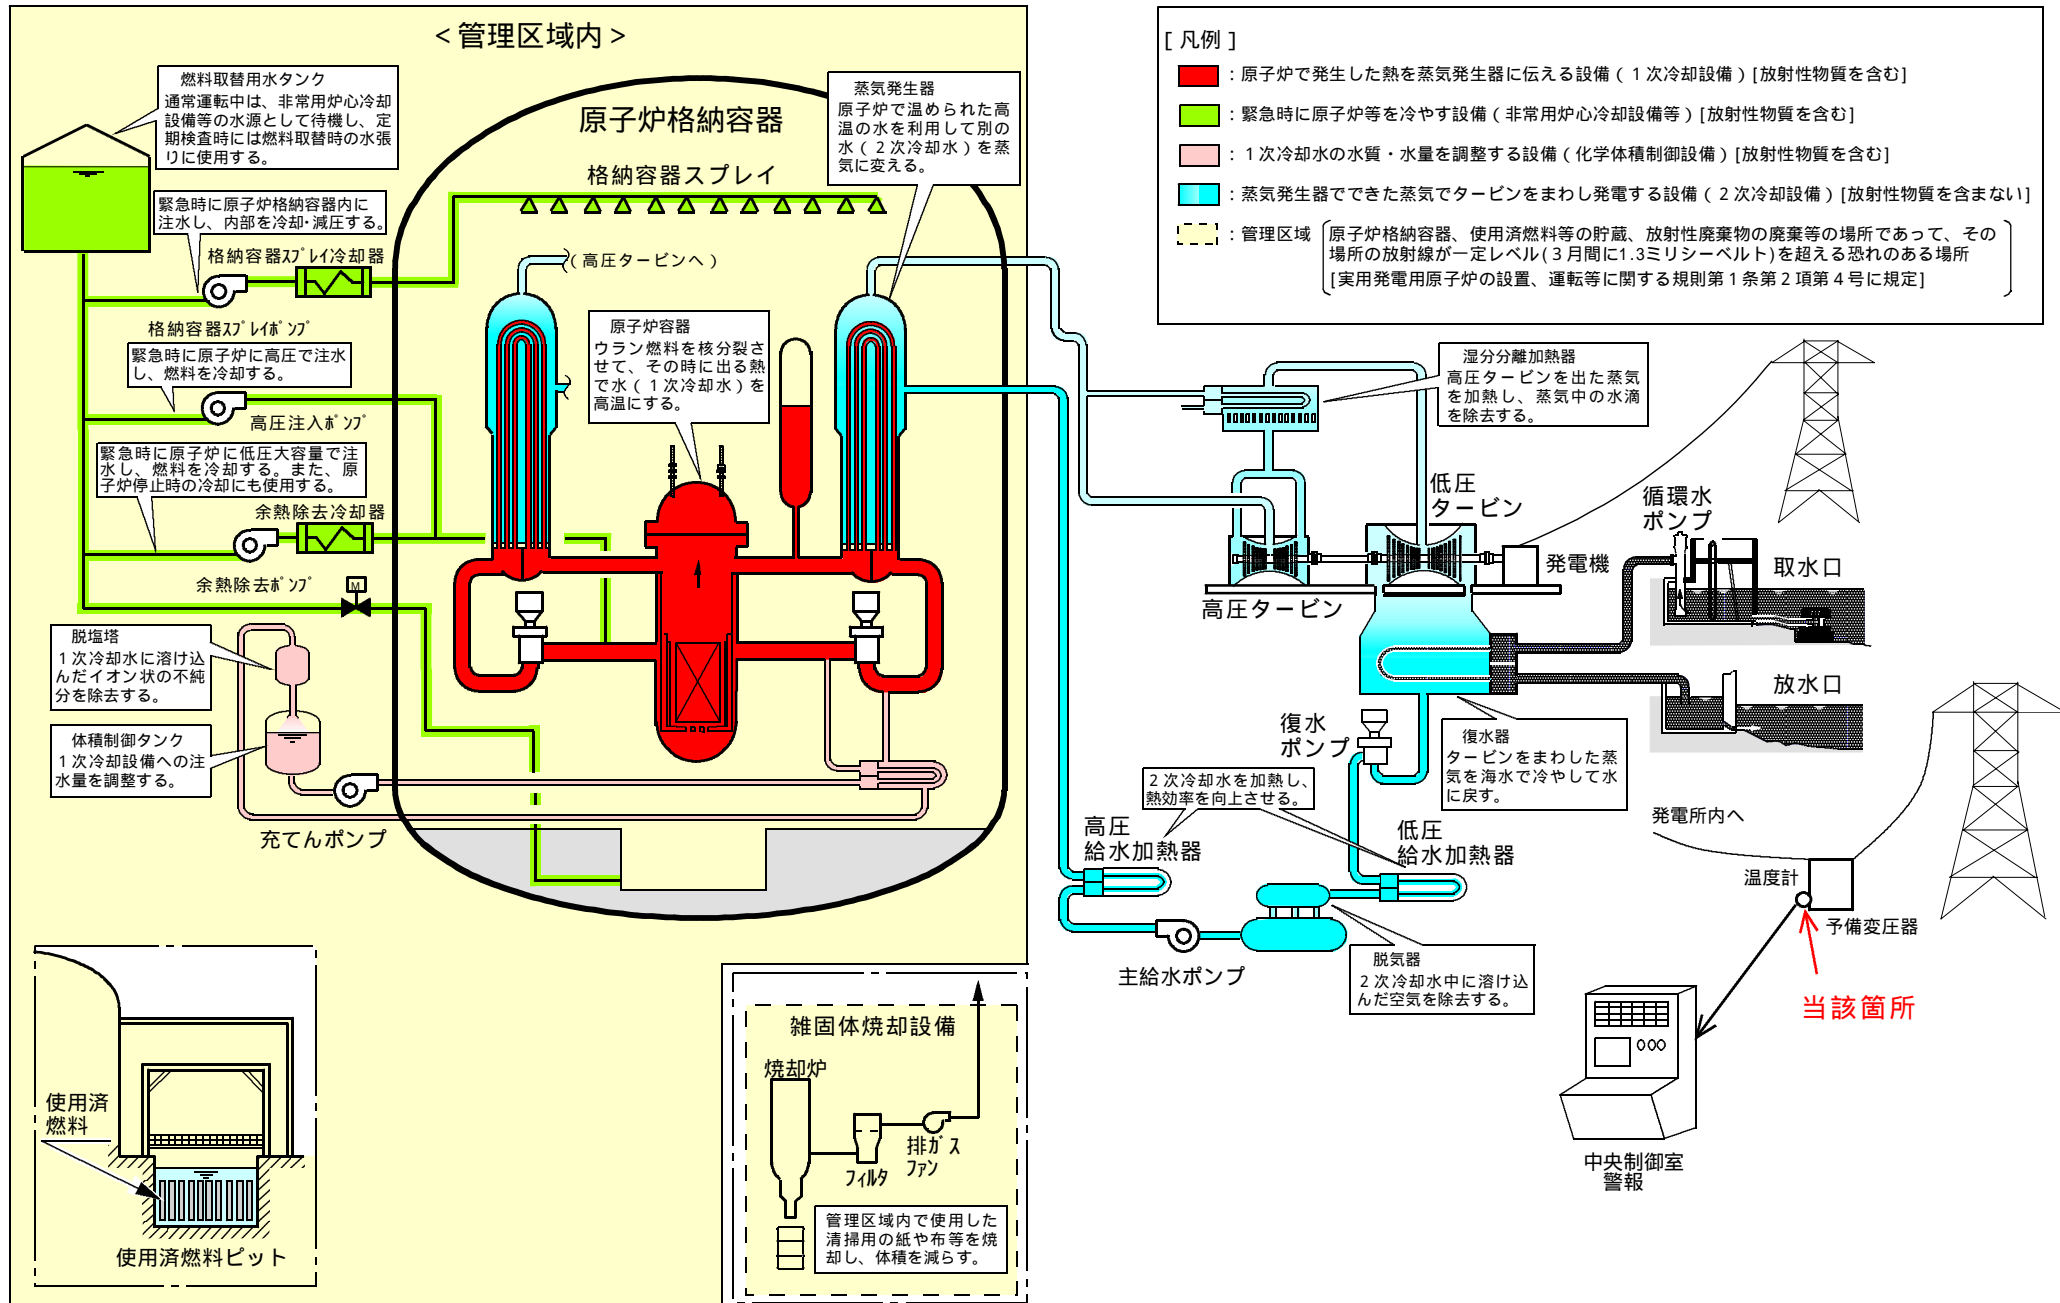 ＜管理区域内＞
燃料取替用水タンク
通常運転中は、非常用炉心冷却
設備等の水源として待機し、定
期検査時には燃料取替時の水張
りに使用する。
緊急時に原子炉格納容器内に
注水し、内部を冷却・減圧する。
格納容器ｽﾌﾟﾚｲ冷却器
格納容器ｽﾌﾟﾚｲﾎﾟﾝﾌﾟ
緊急時に原子炉に高圧で注水
し、燃料を冷却する。
高圧注入ﾎﾟﾝﾌﾟ
緊急時に原子炉に低圧大容量で注
水し、燃料を冷却する。また、原
子炉停止時の冷却にも使用する。
余熱除去冷却器
余熱除去ﾎﾟﾝﾌﾟ
M
脱塩塔
１次冷却水に溶け込
んだイオン状の不純
分を除去する。
体積制御タンク
１次冷却設備への注
水量を調整する。
充てんポンプ
原子炉格納容器
格納容器スプレイ
蒸気発生器
原子炉で温められた高
温の水を利用して別の
水（２次冷却水）を蒸
気に変える。
（高圧タービンへ）
原子炉容器
ウラン燃料を核分裂さ
せて、その時に出る熱
で水（１次冷却水）を
高温にする。
使用済
燃料
使用済燃料ピット
雑固体焼却設備
焼却炉
フィルタ
排ｶﾞｽ
ファン
管理区域内で使用した
清掃用の紙や布等を焼
却し、体積を減らす。
[ 凡例 ]
：原子炉で発生した熱を蒸気発生器に伝える設備（１次冷却設備）[放射性物質を含む]
：緊急時に原子炉等を冷やす設備（非常用炉心冷却設備等）[放射性物質を含む]
：１次冷却水の水質・水量を調整する設備（化学体積制御設備）[放射性物質を含む]
：蒸気発生器でできた蒸気でタービンをまわし発電する設備（２次冷却設備）[放射性物質を含まない]
：管理区域 原子炉格納容器、使用済燃料等の貯蔵、放射性廃棄物の廃棄等の場所であって、その
場所の放射線が一定レベル(３月間に1.3ミリシーベルト)を超える恐れのある場所
[実用発電用原子炉の設置、運転等に関する規則第１条第２項第４号に規定]
湿分分離加熱器
高圧タービンを出た蒸気
を加熱し、蒸気中の水滴
を除去する。
低圧
タービン
高圧タービン
発電機
循環水
ポンプ
取水口
放水口
復水
ポンプ
復水器
タービンをまわした蒸
気を海水で冷やして水
に戻す。
２次冷却水を加熱し、
熱効率を向上させる。
高圧
給水加熱器
低圧
給水加熱器
主給水ポンプ
脱気器
２次冷却水中に溶け込
んだ空気を除去する。
発電所内へ
温度計
予備変圧器
当該箇所
中央制御室
警報